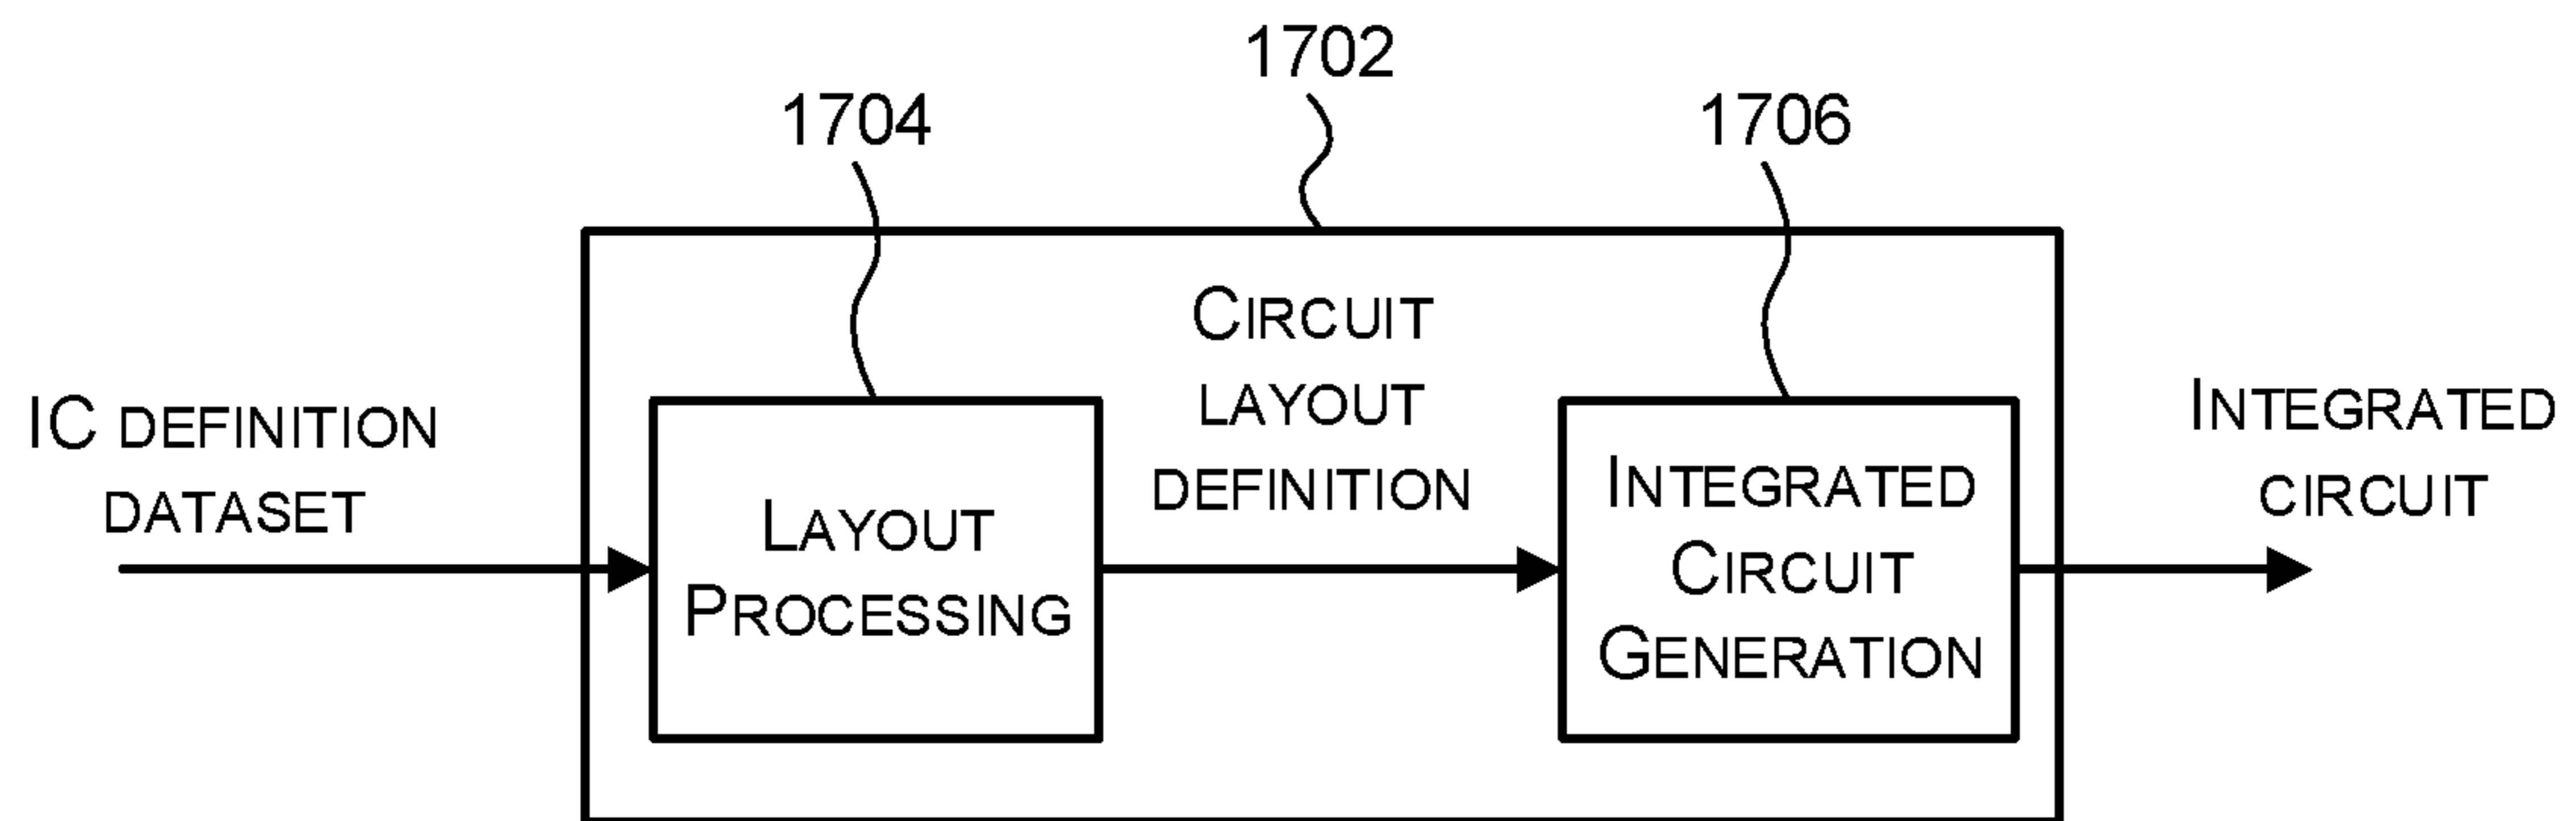 1702
1704
1706
IC DEFINITION
DATASET
LAYOUT
PROCESSING
CIRCUIT
LAYOUT
DEFINITION
INTEGRATED
CIRCUIT
GENERATION
INTEGRATED
CIRCUIT